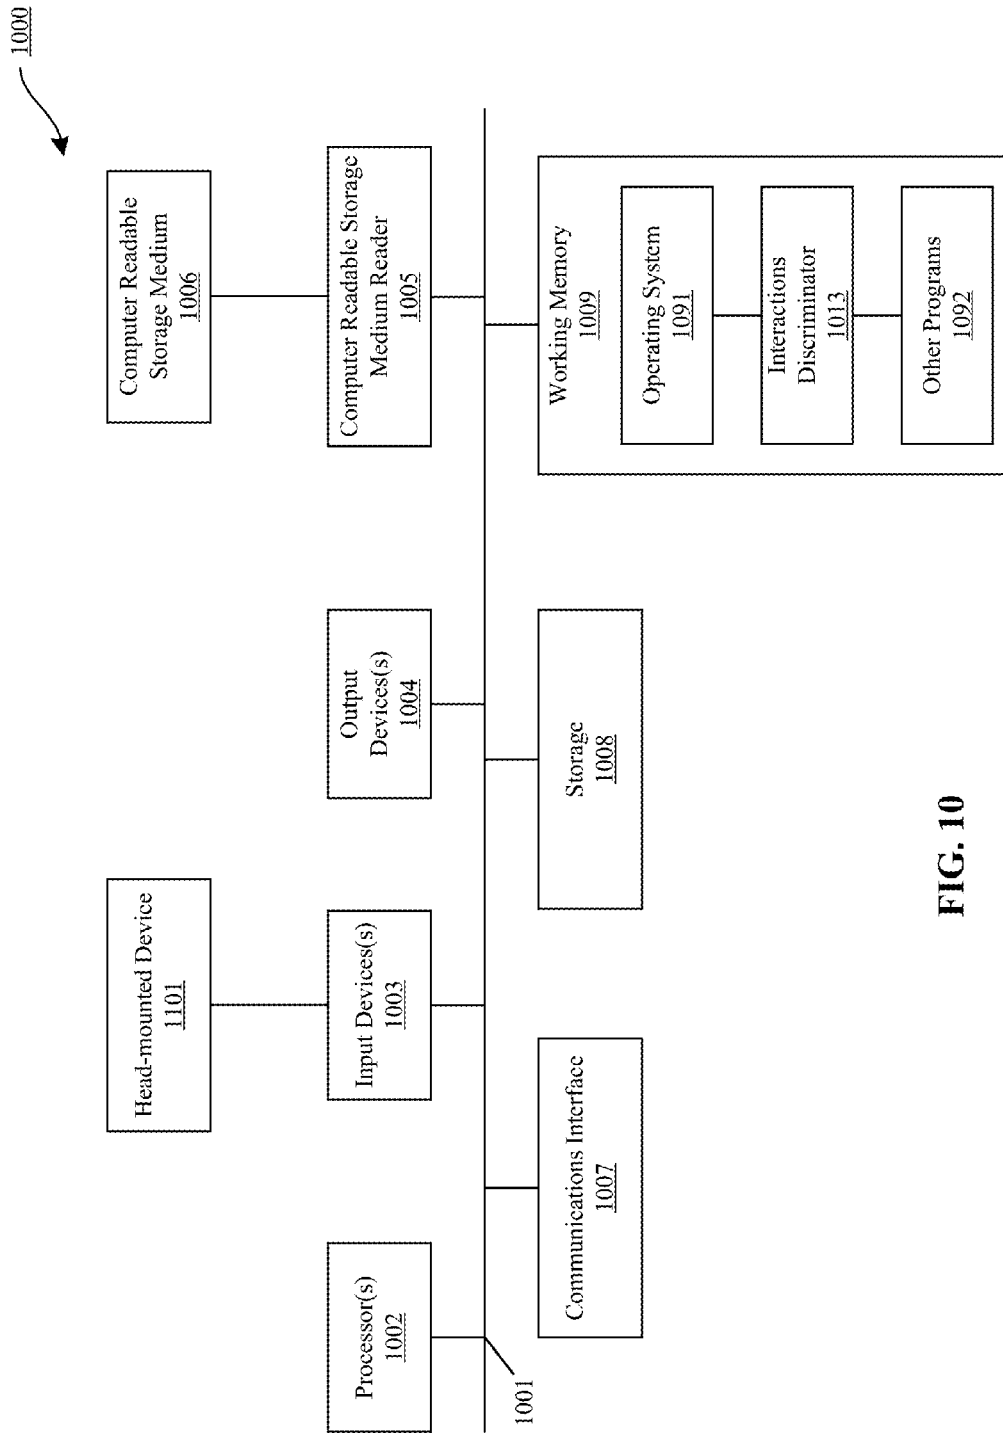 1000
Head-mounted Device
1101
Computer Readable
Storage Medium
1006
Processor(s)
1002
Input Devices(s)
1003
Output
Devices(s)
1004
Computer Readable Storage
Medium Reader
1005
1001
Communications Interface
1007
Storage
1008
Working Memory
1009
Operating System
1091
Interactions
Discriminator
1013
Other Programs
1092
FIG. 10